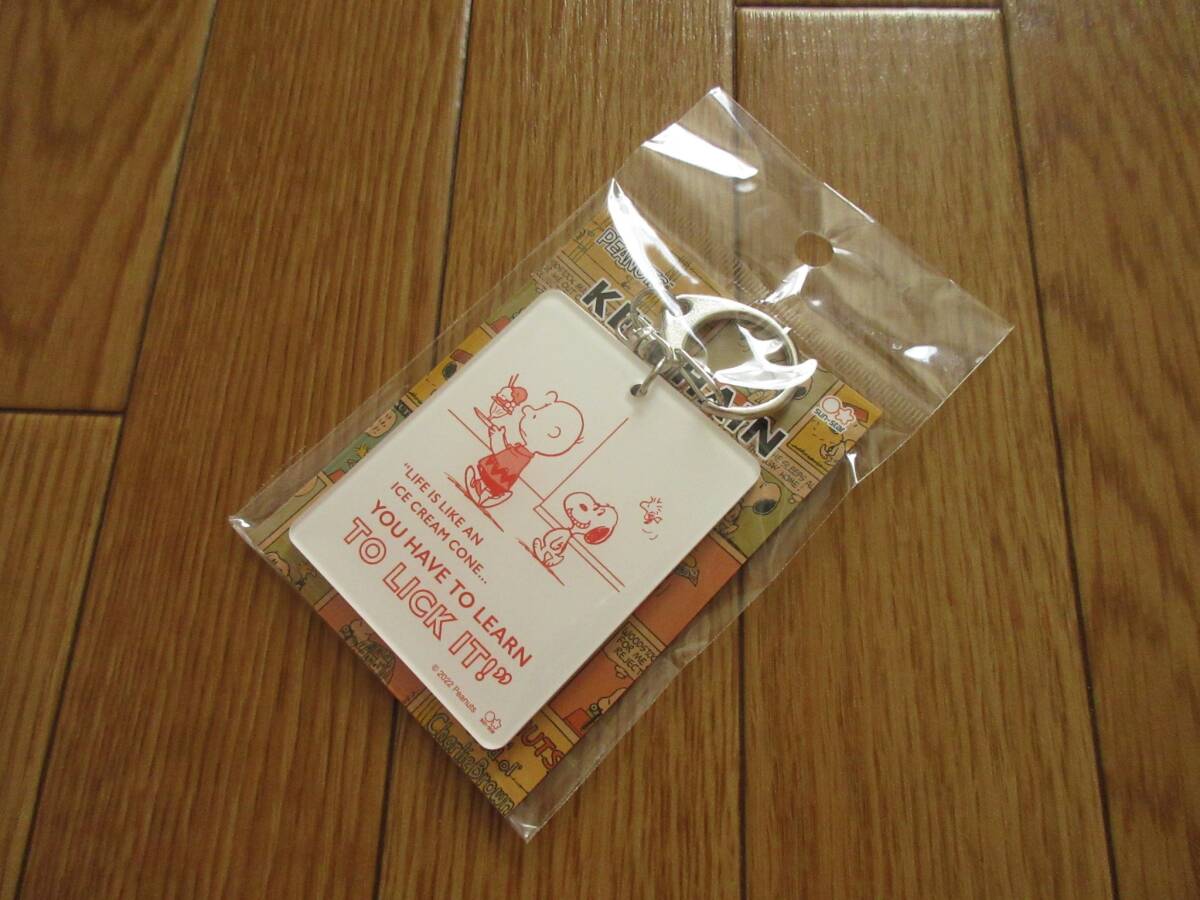 PEANUTS
sun-star
"LIFE IS LIKE AN
ICE CREAM CONE...
YOU HAVE TO LEARN
TO LICK IT!"
© 2022 Peanuts
ol'
Charlie Brown